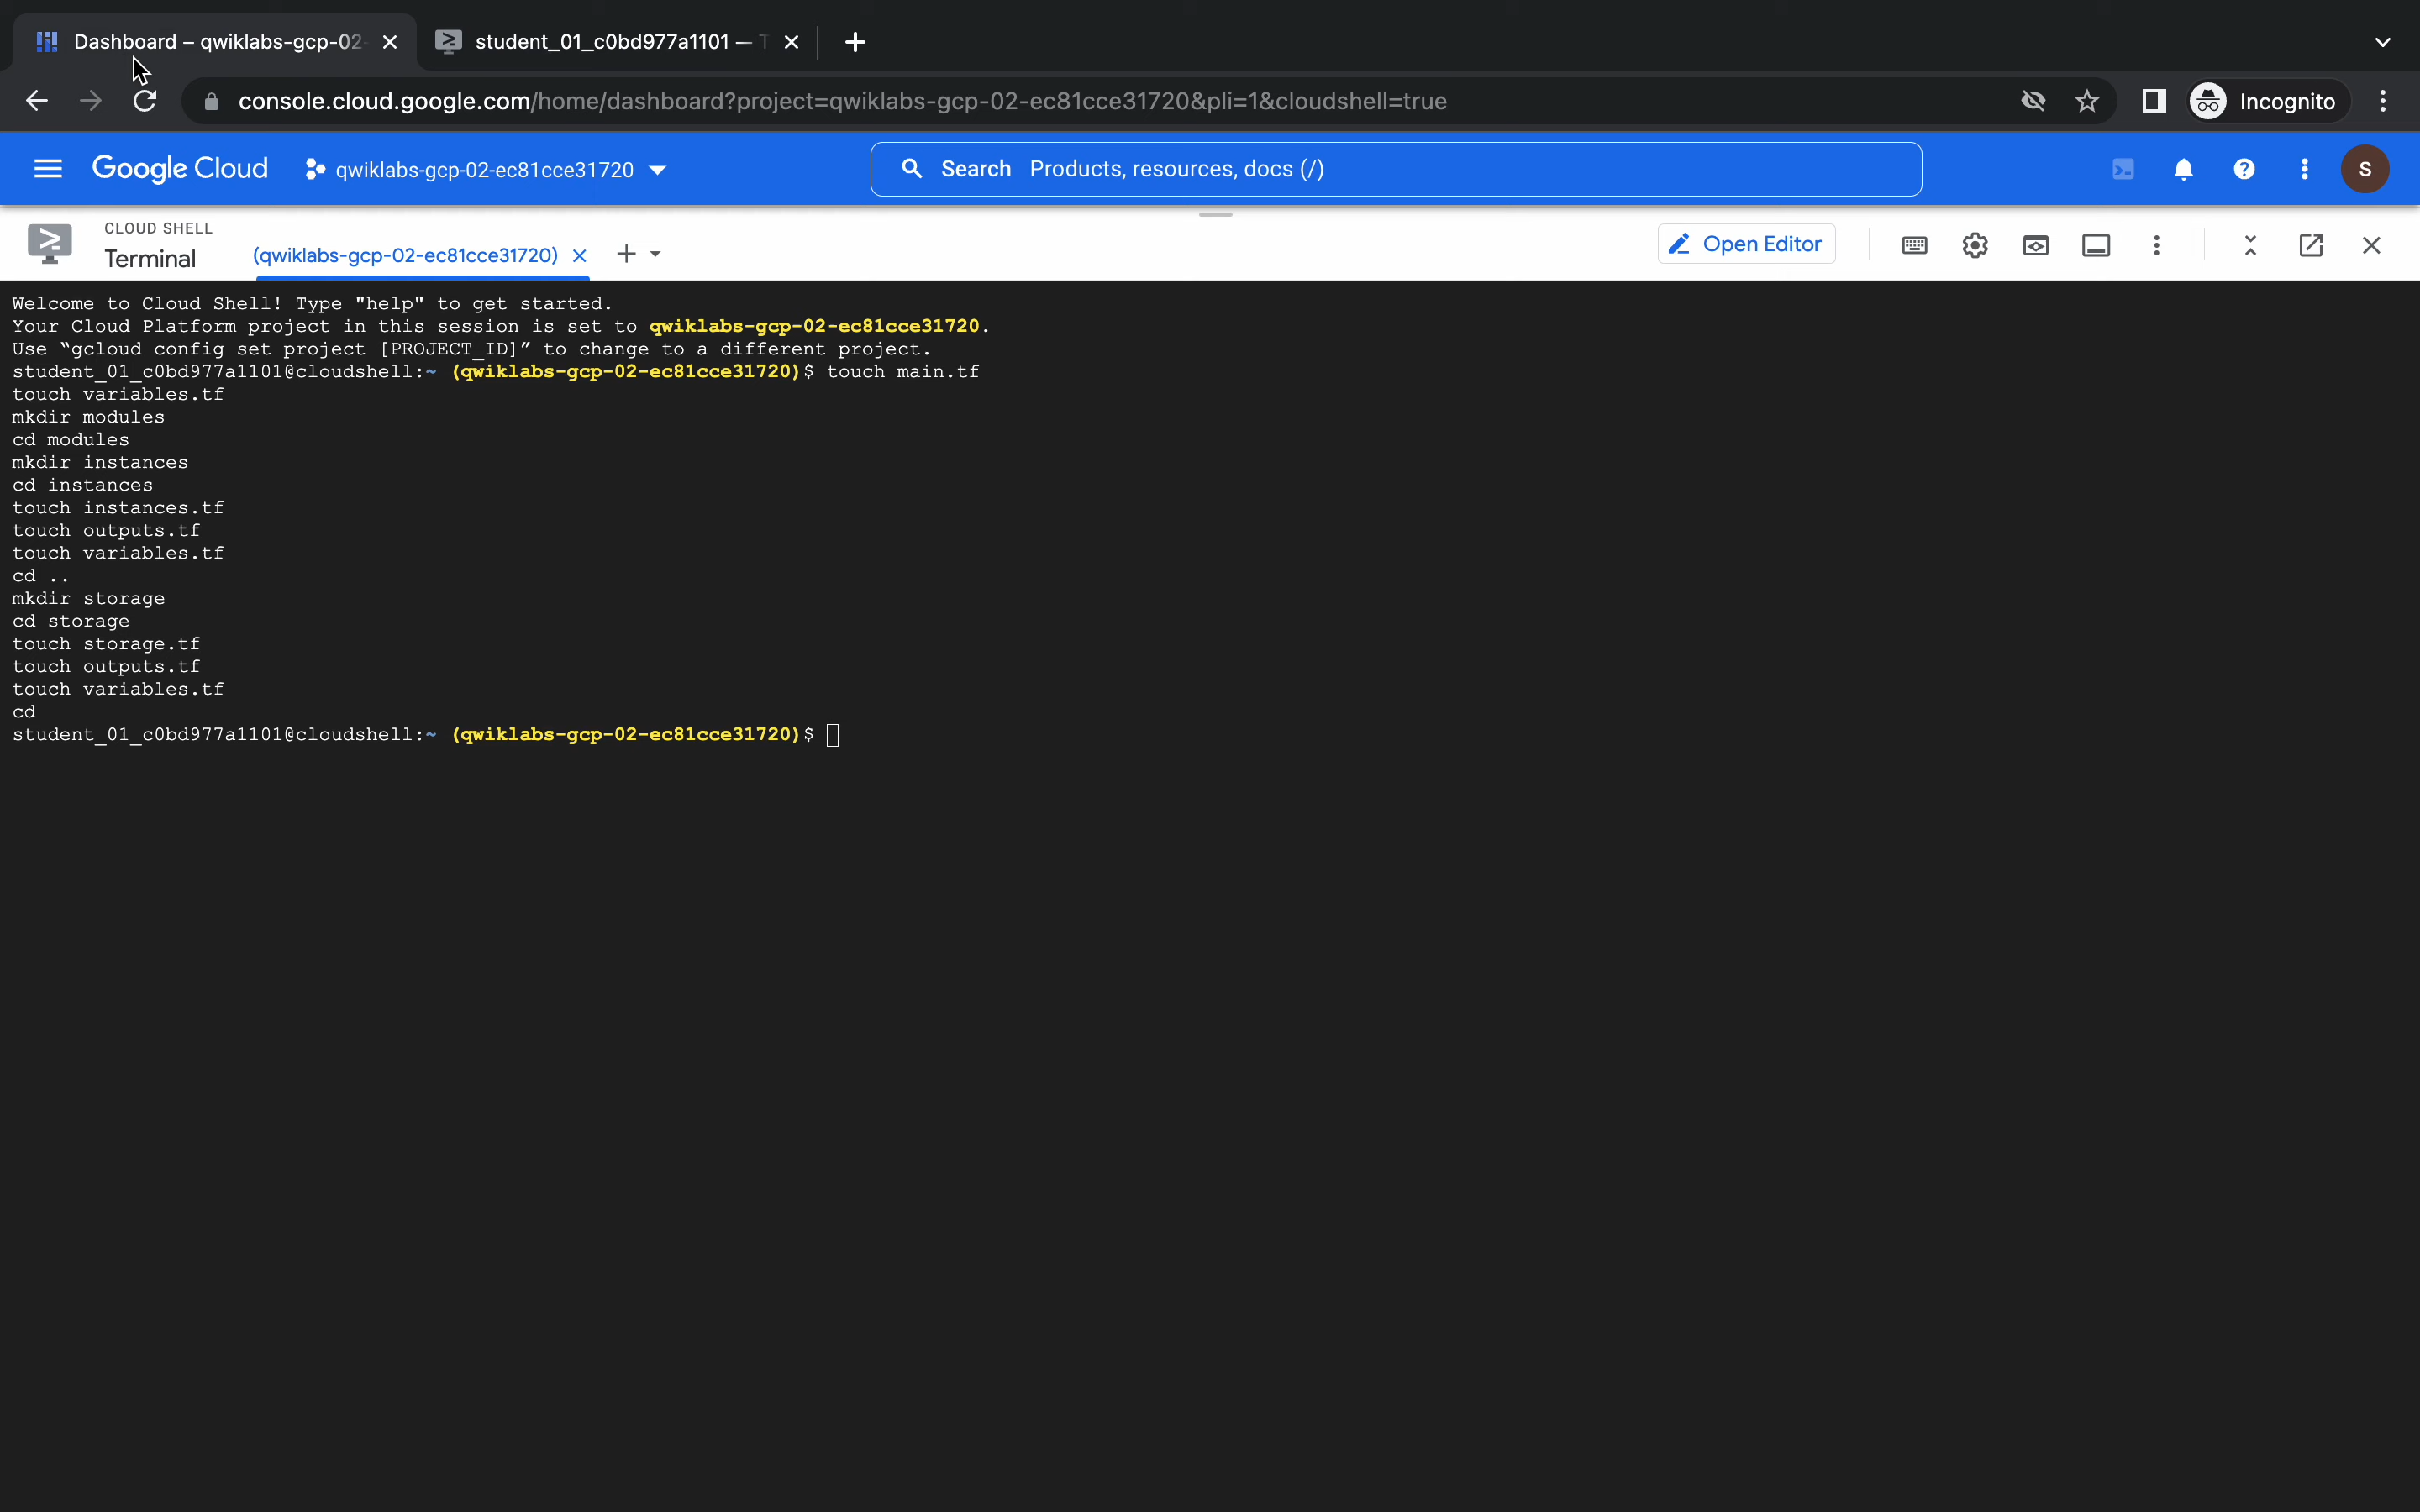 Dashboard – qwiklabs-gcp-02-
student_01_c0bd977a1101 — T
console.cloud.google.com/home/dashboard?project=qwiklabs-gcp-02-ec81cce31720&pli=1&cloudshell=true
Incognito
Google Cloud
qwiklabs-gcp-02-ec81cce31720
Search Products, resources, docs (/)
S
CLOUD SHELL
Terminal
(qwiklabs-gcp-02-ec81cce31720)
Open Editor
Welcome to Cloud Shell! Type "help" to get started.
Your Cloud Platform project in this session is set to qwiklabs-gcp-02-ec81cce31720.
Use “gcloud config set project [PROJECT_ID]” to change to a different project.
student_01_c0bd977a1101@cloudshell:~ (qwiklabs-gcp-02-ec81cce31720)$ touch main.tf
touch variables.tf
mkdir modules
cd modules
mkdir instances
cd instances
touch instances.tf
touch outputs.tf
touch variables.tf
cd ..
mkdir storage
cd storage
touch storage.tf
touch outputs.tf
touch variables.tf
cd
student_01_c0bd977a1101@cloudshell:~ (qwiklabs-gcp-02-ec81cce31720)$